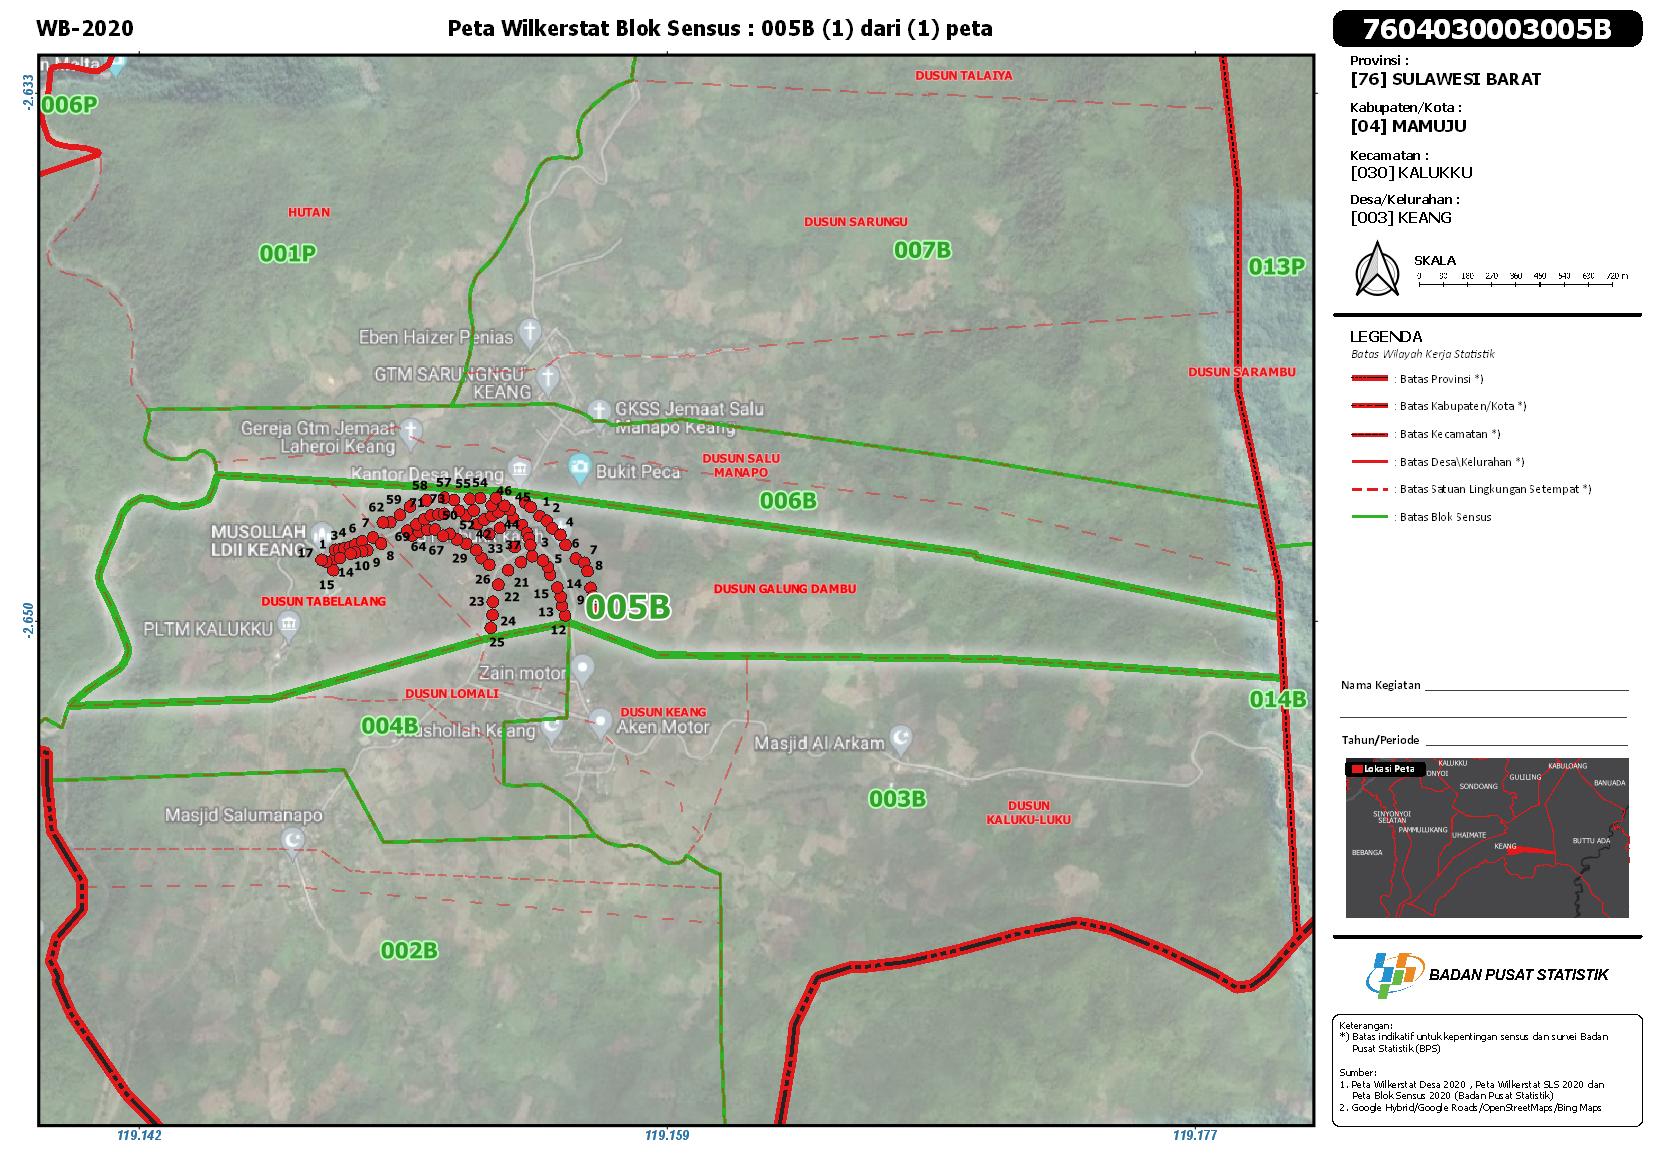 WB-2020
Peta Wilkerstat Blok Sensus : 005B (1) dari (1) peta
7604030003005B
Provinsi :
[76] SULAWESI BARAT
Kabupaten/Kota :
[04] MAMUJU
Kecamatan :
[030] KALUKKU
Desa/Kelurahan :
[003] KEANG
SKALA
0 90 180 270 360 450 540 630 720 m
LEGENDA
Batas Wilayah Kerja Statistik
: Batas Provinsi *)
: Batas Kabupaten/Kota *)
: Batas Kecamatan *)
: Batas Desa\Kelurahan *)
: Batas Satuan Lingkungan Setempat *)
: Batas Blok Sensus
Nama Kegiatan
Tahun/Periode
Lokasi Peta
KALUKKU
KABULOANG
GULILING
BANUADA
SONDOANG
SINYONYOI
SELATAN
PAMMULUKANG
UHAIMATE
KEANG
BUTTU ADA
BEBANGA
BADAN PUSAT STATISTIK
Keterangan:
*) Batas indikatif untuk kepentingan sensus dan survei Badan
Pusat Statistik (BPS)
Sumber:
1. Peta Wilkerstat Desa 2020 , Peta Wilkerstat SLS 2020 dan
Peta Blok Sensus 2020 (Badan Pusat Statistik)
2. Google Hybrid/Google Roads/OpenStreetMaps/Bing Maps
-2.633
-2.650
119.142
119.159
119.177
006P
DUSUN TALAIYA
HUTAN
001P
DUSUN SARUNGU
007B
013P
Eben Haizer Penias
GTM SARUNGNGU
KEANG
DUSUN SARAMBU
GKSS Jemaat Salu
Manapo Keang
Gereja Gtm Jemaat
Laheroi Keang
Kantor Desa Keang
Bukit Peca
DUSUN SALU
MANAPO
006B
58 57 55 54 46 45 1 2
59 71 73
62 50 52 44 4
MUSOLLAH
LDII KEANG
17 1 3 4 6 7
69 64 67 42 33 37 3 6 7
15 14 10 9 8 29 5 8
26 21 14 9
22 15
23 13
24 12
25
DUSUN GALUNG DAMBU
DUSUN TABELALANG
005B
PLTM KALUKKU
Zain motor
DUSUN LOMALI
014B
004B
DUSUN KEANG
Mushollah Keang
Aken Motor
Masjid Al Arkam
003B
DUSUN
KALUKU-LUKU
Masjid Salumanapo
002B